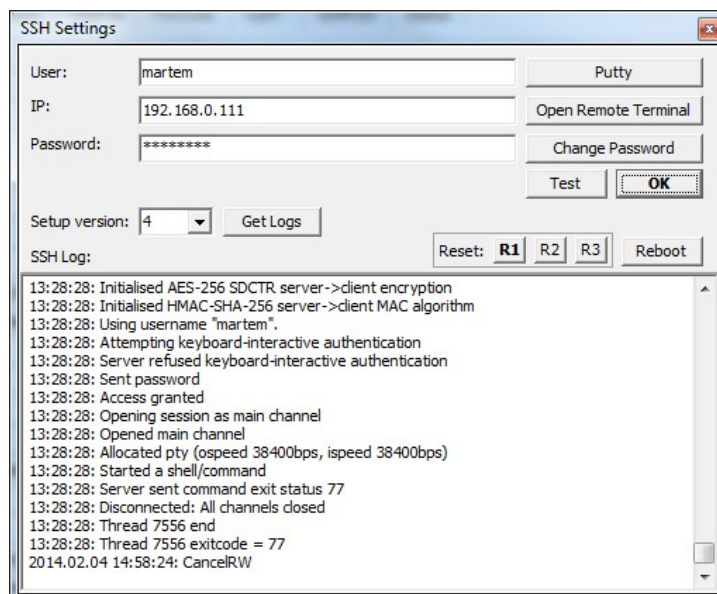 SSH Settings
User: martem Putty
IP: 192.168.0.111 Open Remote Terminal
Password: ******** Change Password
Test OK
Setup version: 4 Get Logs
SSH Log: Reset: R1 R2 R3 Reboot
13:28:28: Initialised AES-256 SDCTR server->client encryption
13:28:28: Initialised HMAC-SHA-256 server->client MAC algorithm
13:28:28: Using username "martem".
13:28:28: Attempting keyboard-interactive authentication
13:28:28: Server refused keyboard-interactive authentication
13:28:28: Sent password
13:28:28: Access granted
13:28:28: Opening session as main channel
13:28:28: Opened main channel
13:28:28: Allocated pty (ospeed 38400bps, ispeed 38400bps)
13:28:28: Started a shell/command
13:28:28: Server sent command exit status 77
13:28:28: Disconnected: All channels closed
13:28:28: Thread 7556 end
13:28:28: Thread 7556 exitcode = 77
2014.02.04 14:58:24: CancelRW